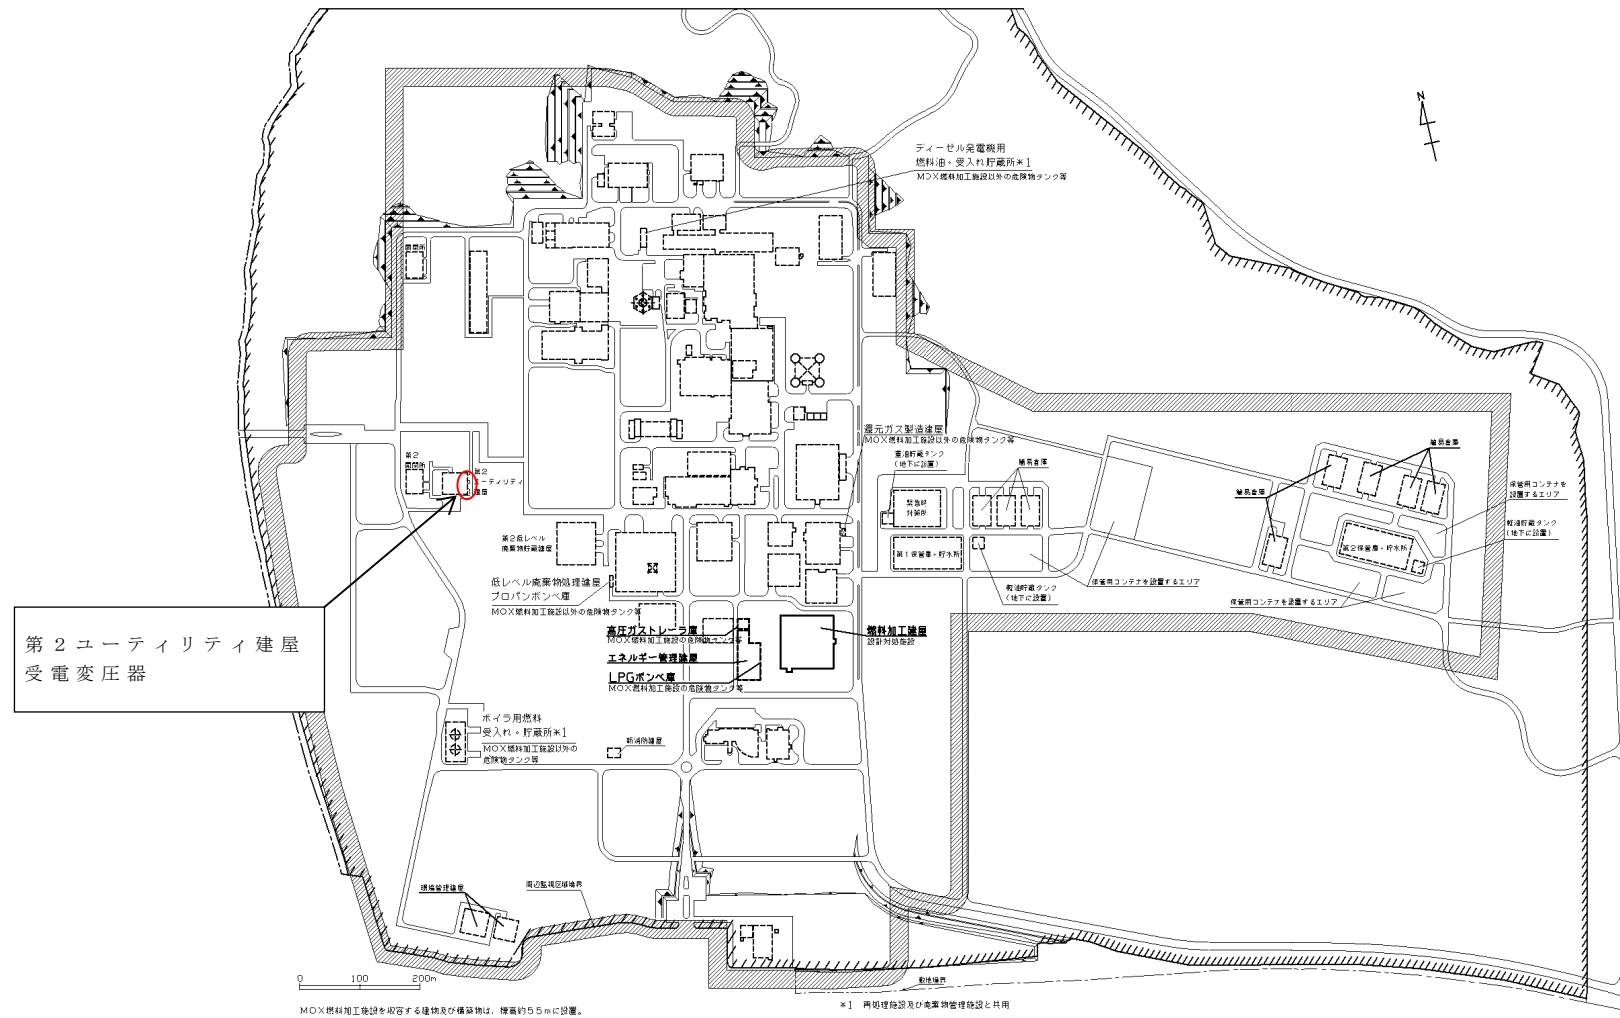 N
ディーゼル発電機用
燃料油・受入れ貯蔵所※1
MOX燃料加工施設以外の危険物タンク等
開閉所
還元ガス製造建屋
MOX燃料加工施設以外の危険物タンク等
重油貯蔵タンク
(地下に設置)
簡易倉庫
簡易倉庫
簡易倉庫
保管用コンテナを
設置するエリア
軽油貯蔵タンク
(地下に設置)
第2
開閉所
第2
ユーティリティ
建屋
緊急時
対策所
第1保管庫・貯水所
第2保管庫・貯水所
第2低レベル
廃棄物貯蔵建屋
低レベル廃棄物処理建屋
プロパンボンベ庫
MOX燃料加工施設以外の危険物タンク等
軽油貯蔵タンク
(地下に設置)
保管用コンテナを設置するエリア
保管用コンテナを設置するエリア
第2ユーティリティ建屋
受電変圧器
高圧ガストレーラ庫
MOX燃料加工施設の危険物タンク等
エネルギー管理建屋
LPGボンベ庫
MOX燃料加工施設の危険物タンク等
燃料加工建屋
設計対処施設
ボイラ用燃料
受入れ・貯蔵所※1
MOX燃料加工施設以外の
危険物タンク等
新消防建屋
環境管理建屋
周辺監視区域境界
敷地境界
0 100 200m
MOX燃料加工施設を収容する建物及び構築物は、標高約55mに設置。
※1 再処理施設及び廃棄物管理施設と共用